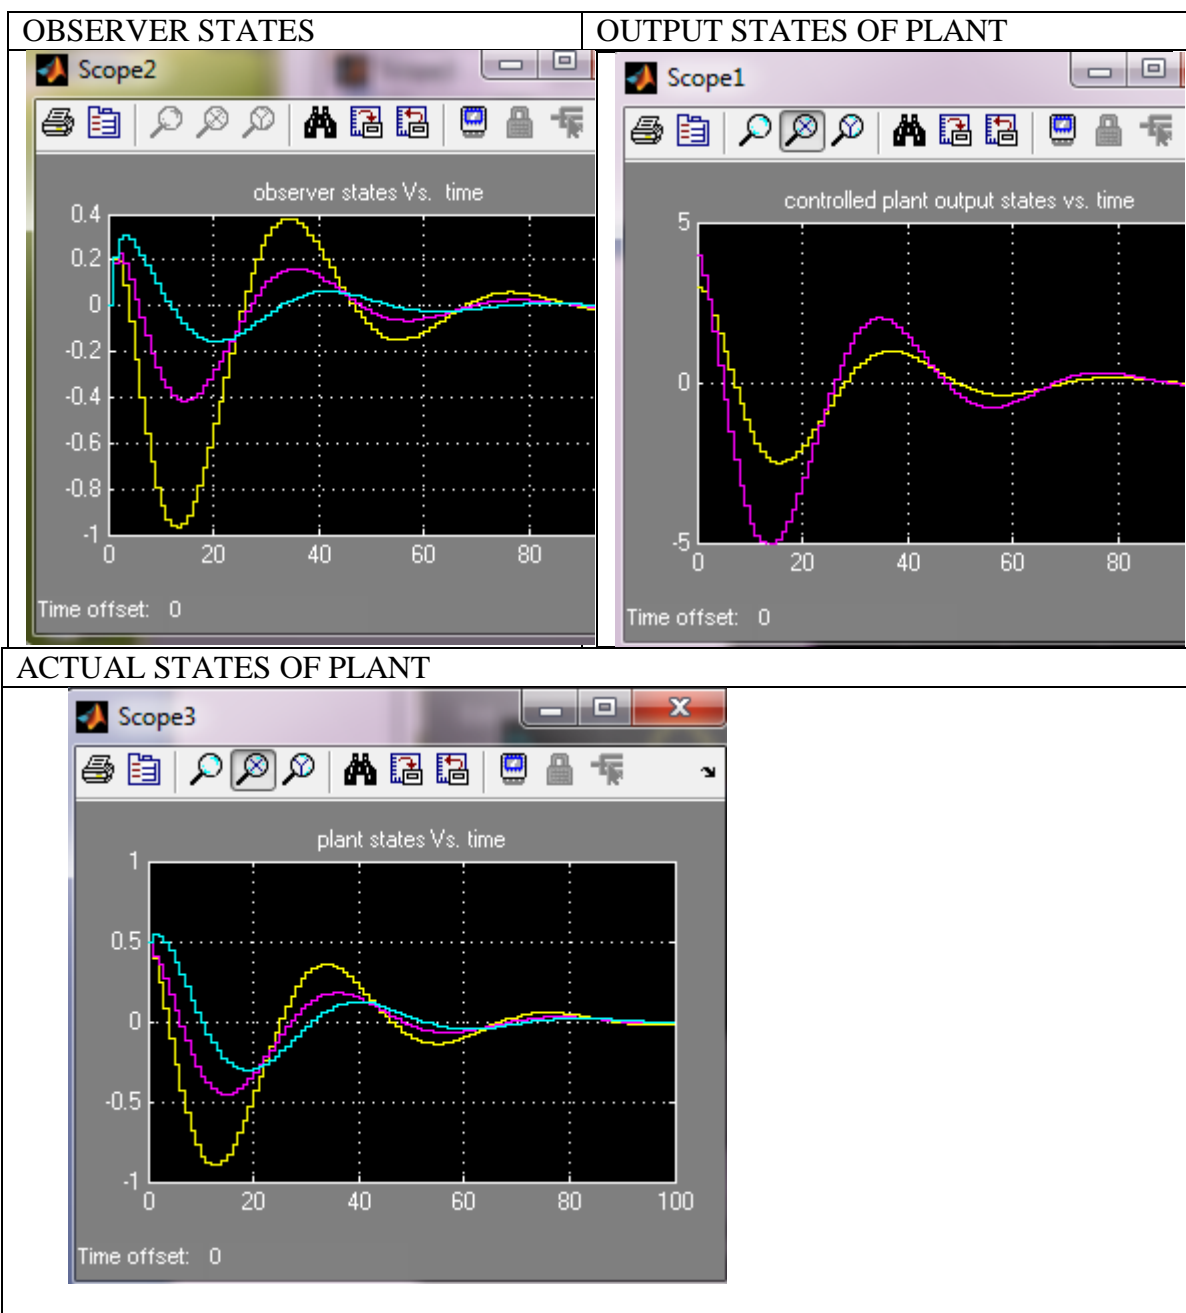 OBSERVER STATES
OUTPUT STATES OF PLANT
Scope2
observer states Vs. time
0.4
0.2
0
-0.2
-0.4
-0.6
-0.8
-1
0 20 40 60 80
Time offset: 0
Scope1
controlled plant output states vs. time
5
0
-5
0 20 40 60 80
Time offset: 0
ACTUAL STATES OF PLANT
Scope3
plant states Vs. time
1
0.5
0
-0.5
-1
0 20 40 60 80 100
Time offset: 0